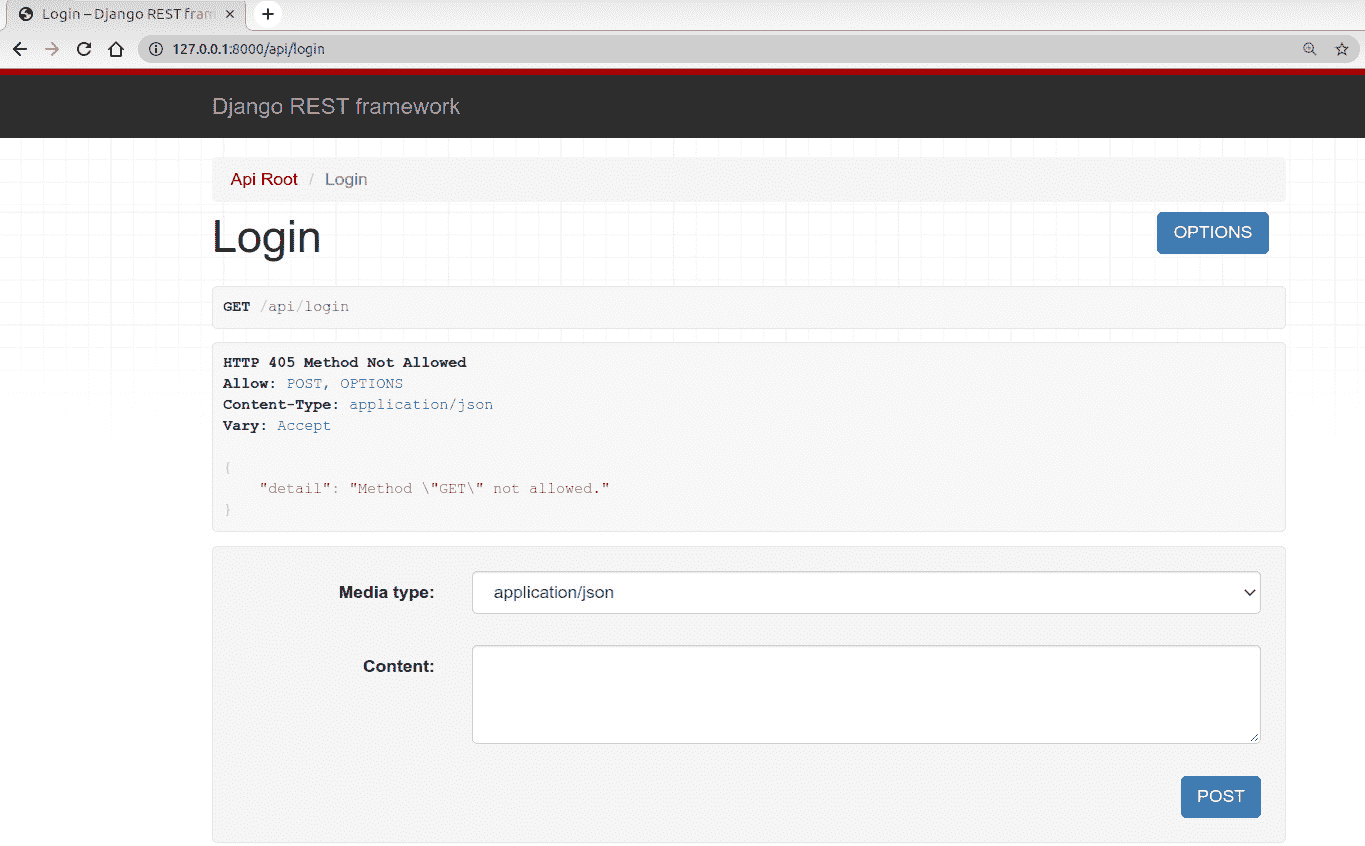 Login – Django REST fram
127.0.0.1:8000/api/login
Django REST framework
Api Root / Login
Login
OPTIONS
GET /api/login
HTTP 405 Method Not Allowed
Allow: POST, OPTIONS
Content-Type: application/json
Vary: Accept
{
    "detail": "Method \"GET\" not allowed."
}
Media type:
application/json
Content:
POST